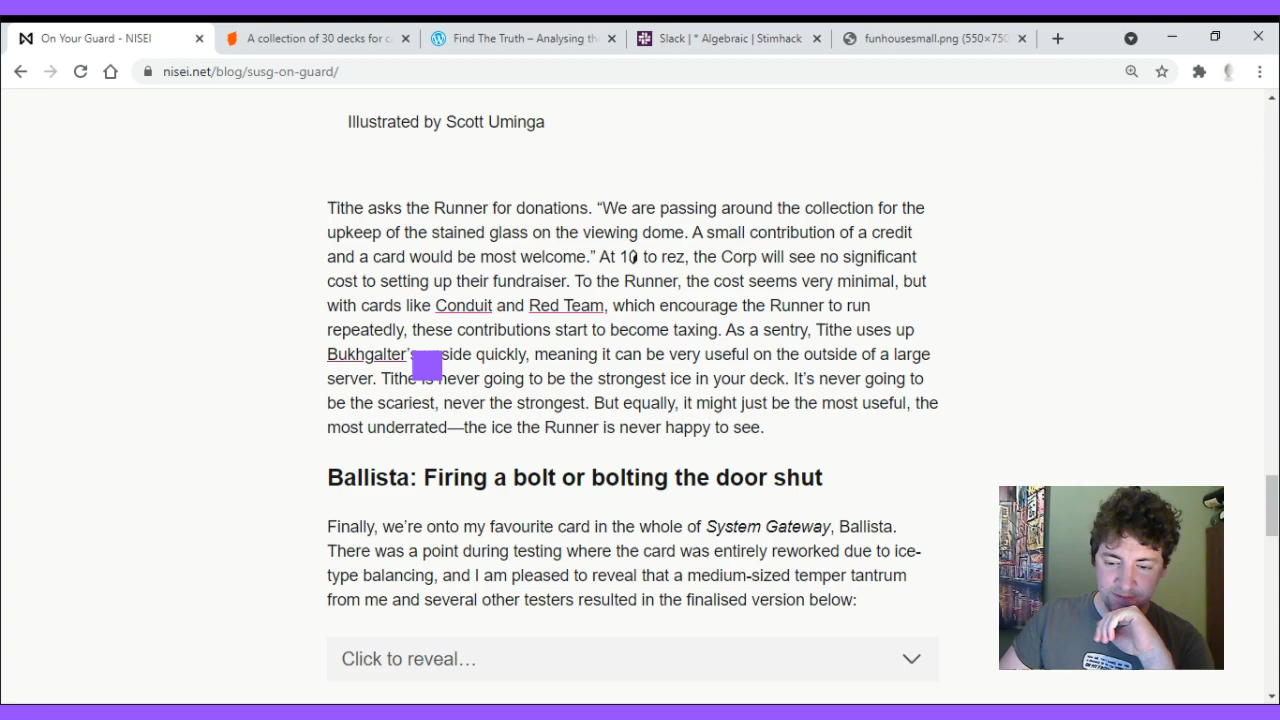 On Your Guard - NISEI
A collection of 30 decks for ca
Find The Truth – Analysing the
Slack | * Algebraic | Stimhack
funhousesmall.png (550×750
nisei.net/blog/susg-on-guard/
Illustrated by Scott Uminga
Tithe asks the Runner for donations. “We are passing around the collection for the
upkeep of the stained glass on the viewing dome. A small contribution of a credit
and a card would be most welcome.” At 1 to rez, the Corp will see no significant
cost to setting up their fundraiser. To the Runner, the cost seems very minimal, but
with cards like Conduit and Red Team, which encourage the Runner to run
repeatedly, these contributions start to become taxing. As a sentry, Tithe uses up
Bukhgalter’s side quickly, meaning it can be very useful on the outside of a large
server. Tithe is never going to be the strongest ice in your deck. It’s never going to
be the scariest, never the strongest. But equally, it might just be the most useful, the
most underrated—the ice the Runner is never happy to see.
Ballista: Firing a bolt or bolting the door shut
Finally, we’re onto my favourite card in the whole of System Gateway, Ballista.
There was a point during testing where the card was entirely reworked due to ice-
type balancing, and I am pleased to reveal that a medium-sized temper tantrum
from me and several other testers resulted in the finalised version below:
Click to reveal…